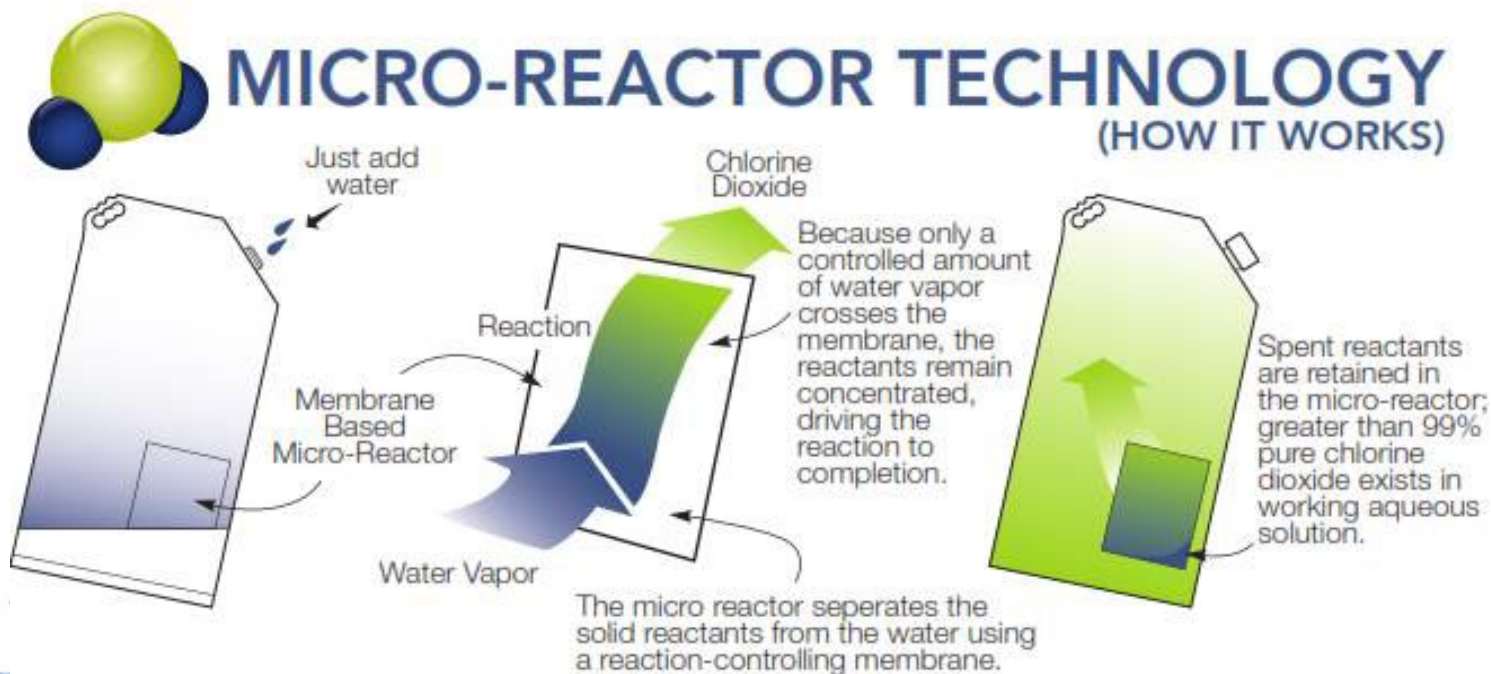 MICRO-REACTOR TECHNOLOGY
(HOW IT WORKS)
Just add
water
Membrane
Based
Micro-Reactor
Reaction
Water Vapor
Chlorine
Dioxide
Because only a
controlled amount
of water vapor
crosses the
membrane, the
reactants remain
concentrated,
driving the
reaction to
completion.
The micro reactor seperates the
solid reactants from the water using
a reaction-controlling membrane.
Spent reactants
are retained in
the micro-reactor;
greater than 99%
pure chlorine
dioxide exists in
working aqueous
solution.